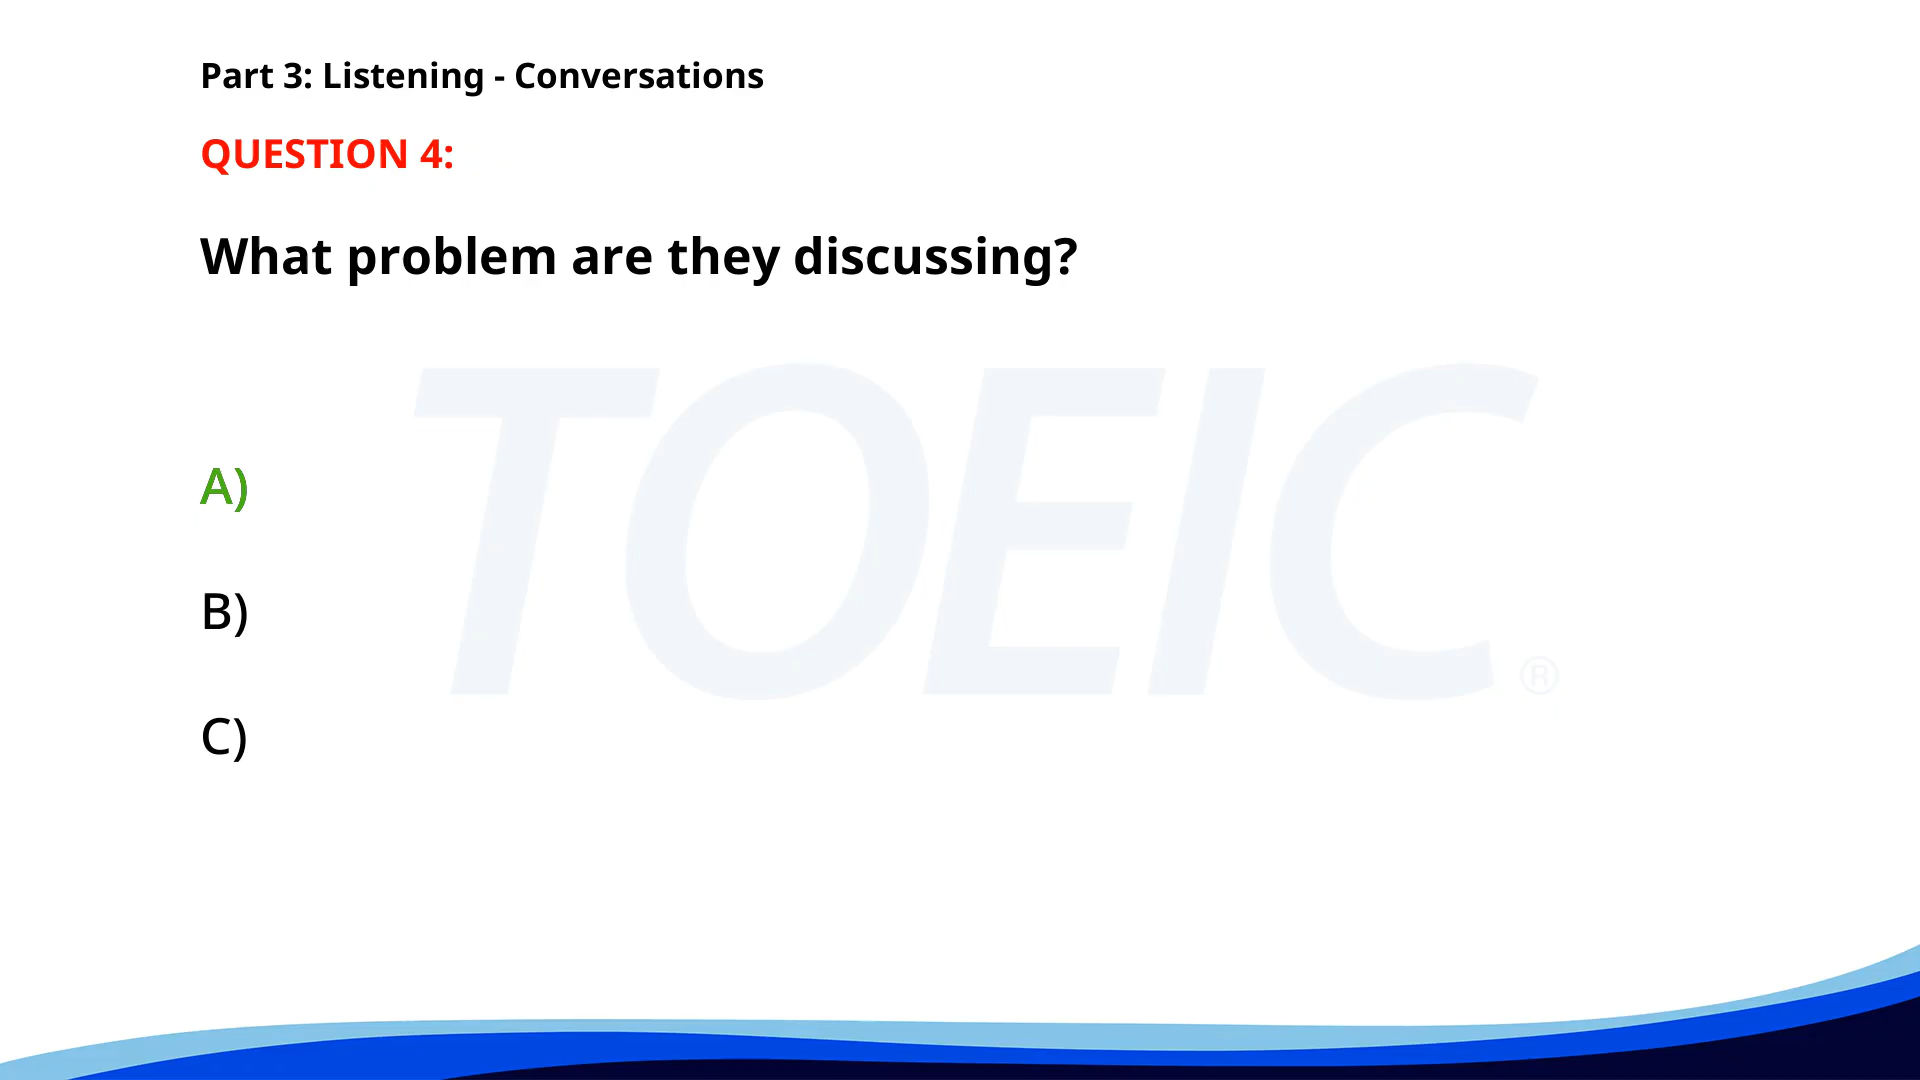 Part 3: Listening - Conversations
QUESTION 4:
What problem are they discussing?
TOEIC®
A)
B)
C)